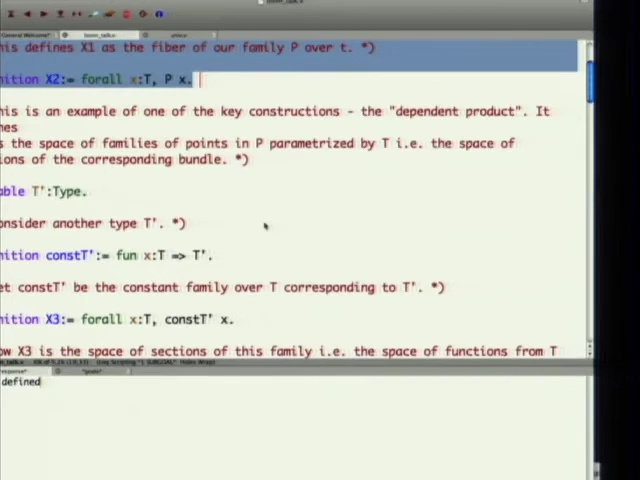 his defines X1 as the fiber of our family P over t. *)
nition X2:= forall x:T, P x.
his is an example of one of the key constructions - the "dependent product". It
nes
s the space of families of points in P parametrized by T i.e. the space of
ions of the corresponding bundle. *)
able T':Type.
onsider another type T'. *)
nition constT':= fun x:T => T'.
et constT' be the constant family over T corresponding to T'. *)
nition X3:= forall x:T, constT' x.
ow X3 is the space of sections of this family i.e. the space of functions from T
defined